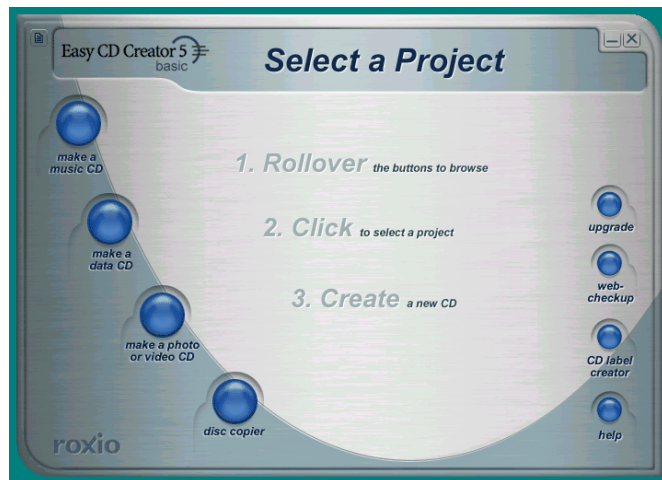 Easy CD Creator 5
basic
Select a Project
make a
music CD
1. Rollover the buttons to browse
make a
data CD
2. Click to select a project
upgrade
web-
checkup
3. Create a new CD
make a photo
or video CD
CD label
creator
disc copier
help
roxio